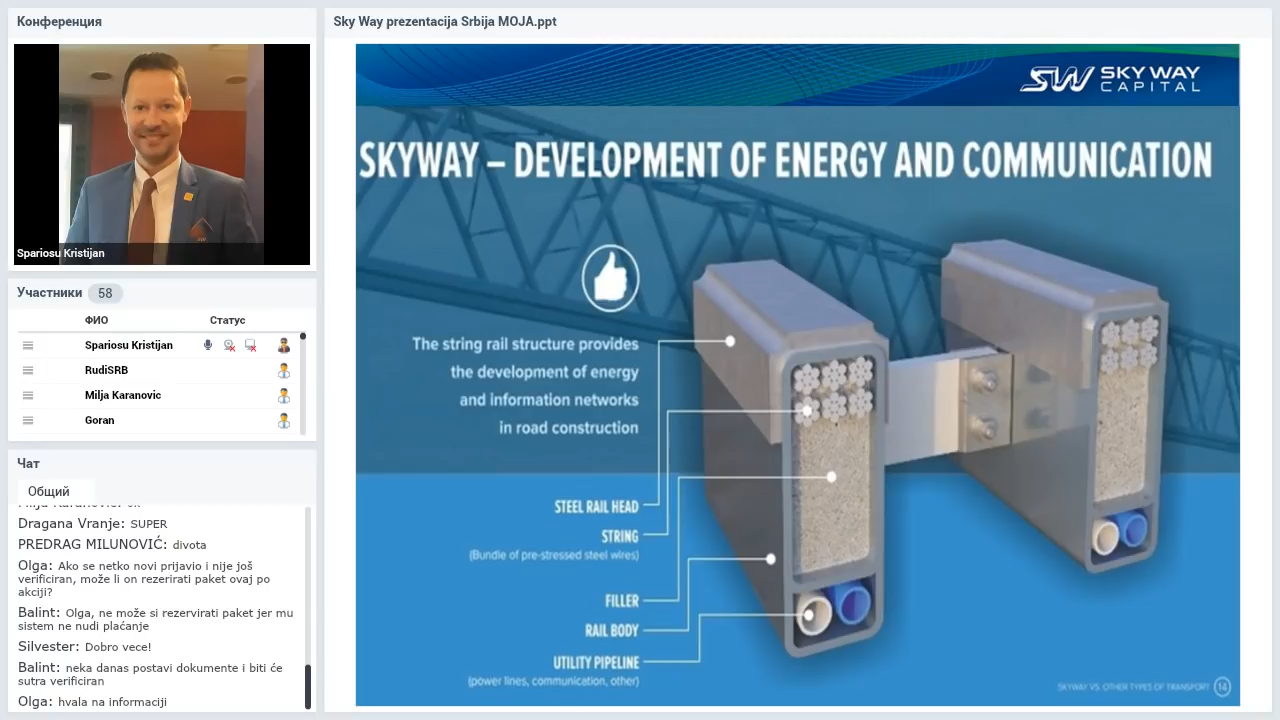 Конференция
Spariosu Kristijan
Участники 58
ФИО Статус
Spariosu Kristijan
RudiSRB
Milja Karanovic
Goran
Чат
Общий
Dragana Vranje: SUPER
PREDRAG MILUNOVIĆ: divota
Olga: Ako se netko novi prijavio i nije još
verificiran, može li on rezerirati paket ovaj po
akciji?
Balint: Olga, ne može si rezervirati paket jer mu
sistem ne nudi plaćanje
Silvester: Dobro vece!
Balint: neka danas postavi dokumente i biti će
sutra verificiran
Olga: hvala na informaciji
Sky Way prezentacija Srbija MOJA.ppt
SW SKY WAY
CAPITAL
SKYWAY – DEVELOPMENT OF ENERGY AND COMMUNICATION
The string rail structure provides
the development of energy
and information networks
in road construction
STEEL RAIL HEAD
STRING
(Bundle of pre-stressed steel wires)
FILLER
RAIL BODY
UTILITY PIPELINE
(power lines, communication, other)
SKYWAY VS. OTHER TYPES OF TRANSPORT 14